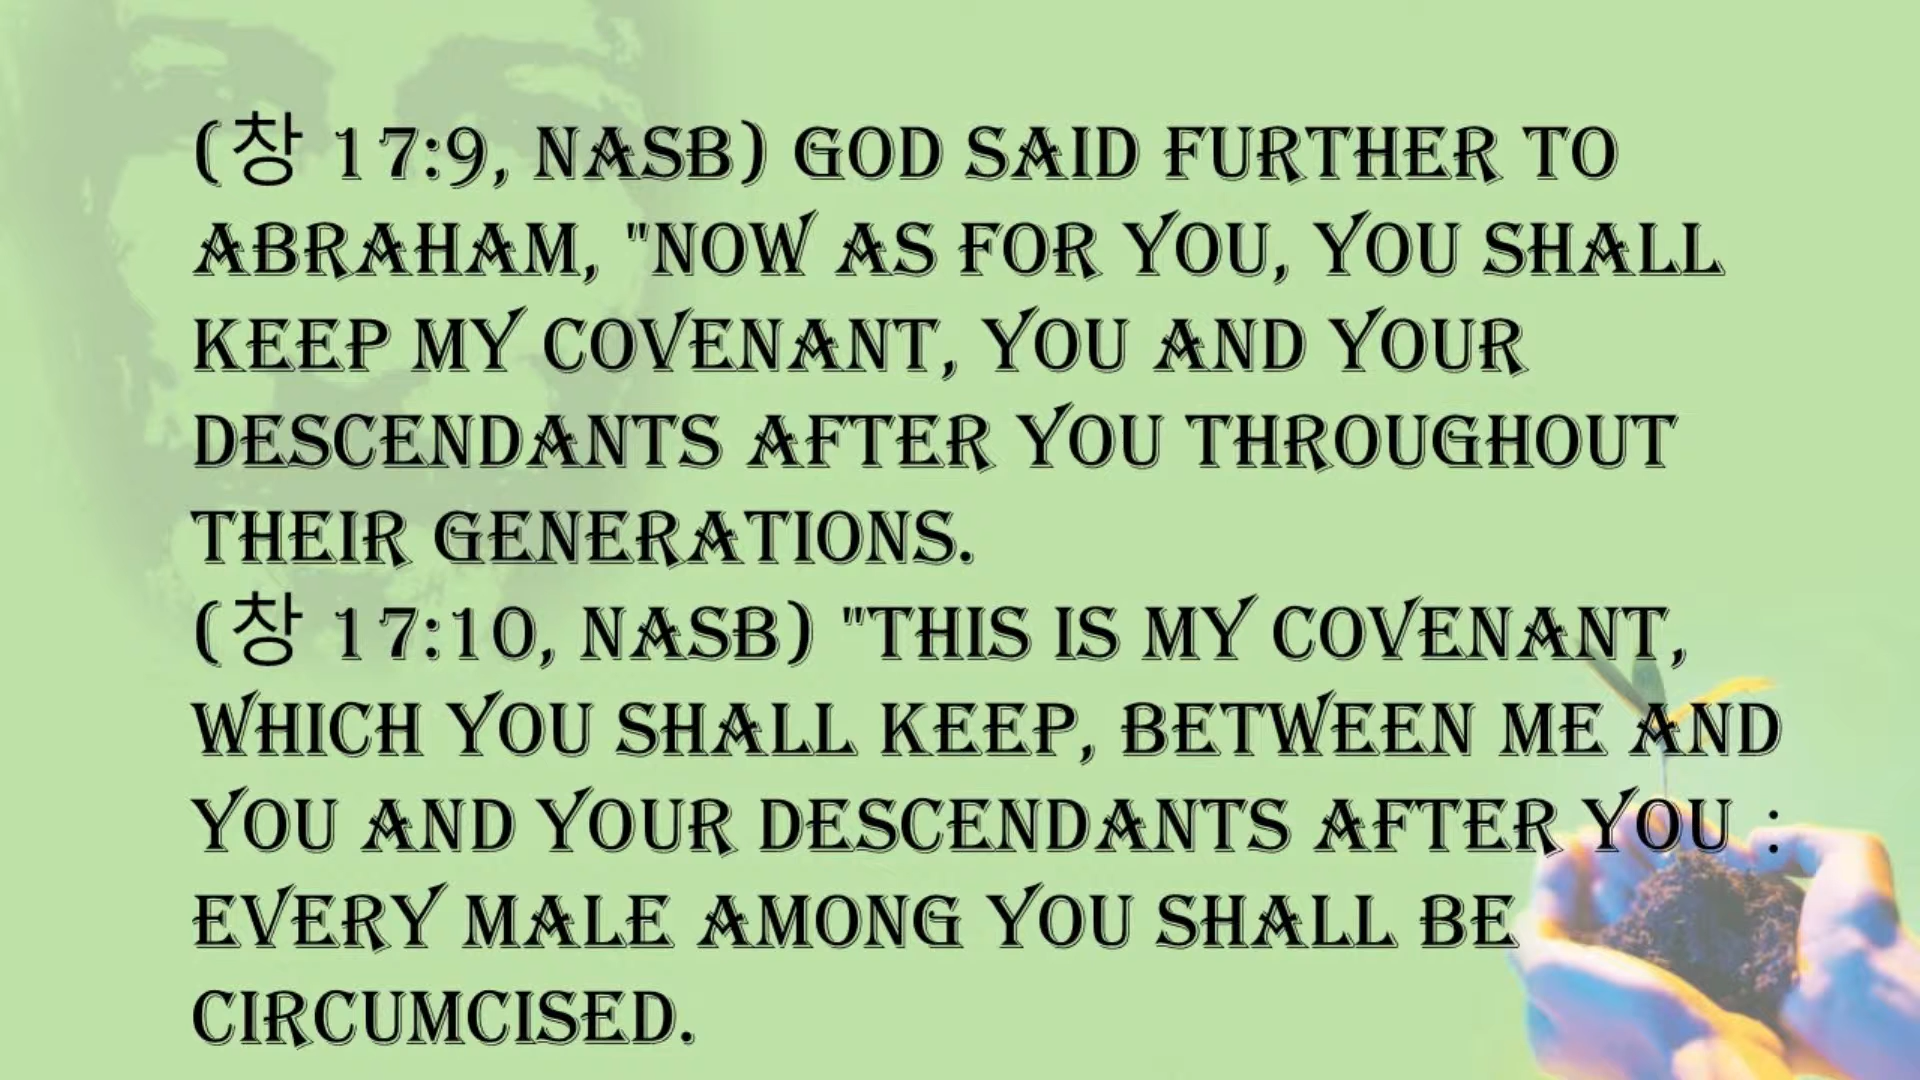 (창 17:9, NASB) GOD SAID FURTHER TO
ABRAHAM, "NOW AS FOR YOU, YOU SHALL
KEEP MY COVENANT, YOU AND YOUR
DESCENDANTS AFTER YOU THROUGHOUT
THEIR GENERATIONS.
(창 17:10, NASB) "THIS IS MY COVENANT,
WHICH YOU SHALL KEEP, BETWEEN ME AND
YOU AND YOUR DESCENDANTS AFTER YOU :
EVERY MALE AMONG YOU SHALL BE
CIRCUMCISED.